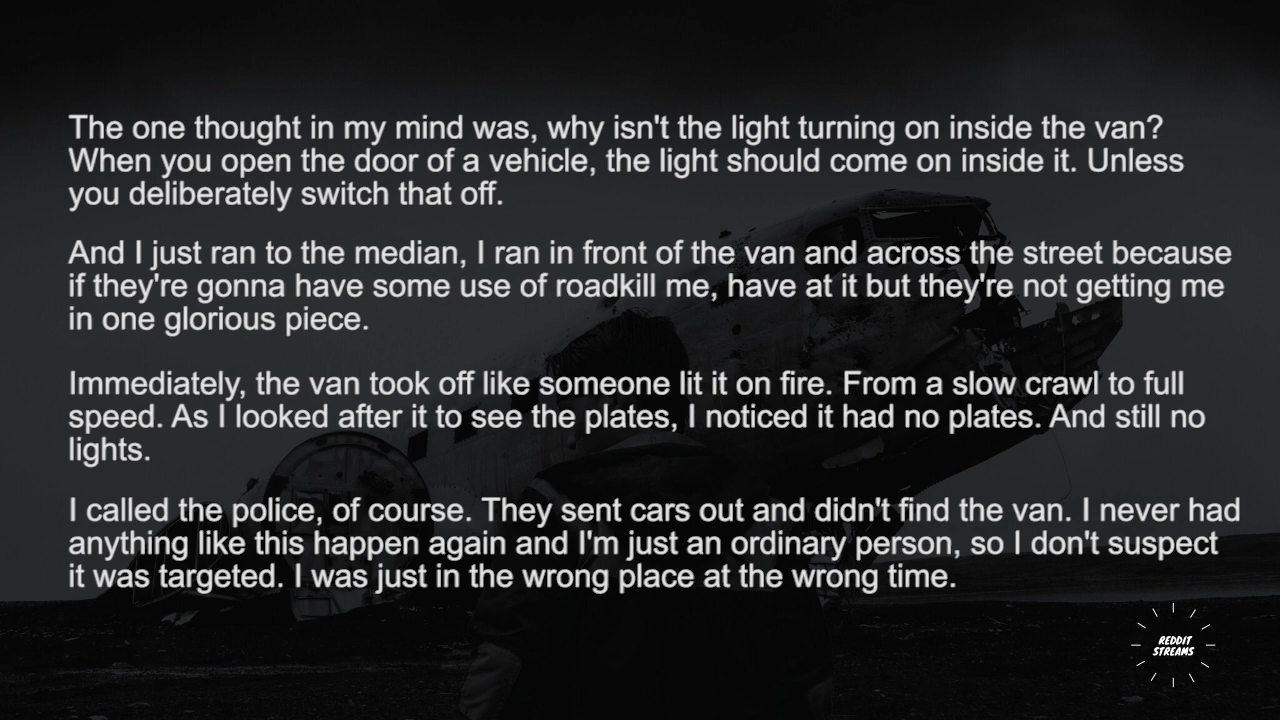 The one thought in my mind was, why isn't the light turning on inside the van?
When you open the door of a vehicle, the light should come on inside it. Unless
you deliberately switch that off.
And I just ran to the median, I ran in front of the van and across the street because
if they're gonna have some use of roadkill me, have at it but they're not getting me
in one glorious piece.
Immediately, the van took off like someone lit it on fire. From a slow crawl to full
speed. As I looked after it to see the plates, I noticed it had no plates. And still no
lights.
I called the police, of course. They sent cars out and didn't find the van. I never had
anything like this happen again and I'm just an ordinary person, so I don't suspect
it was targeted. I was just in the wrong place at the wrong time.
REDDIT
STREAMS